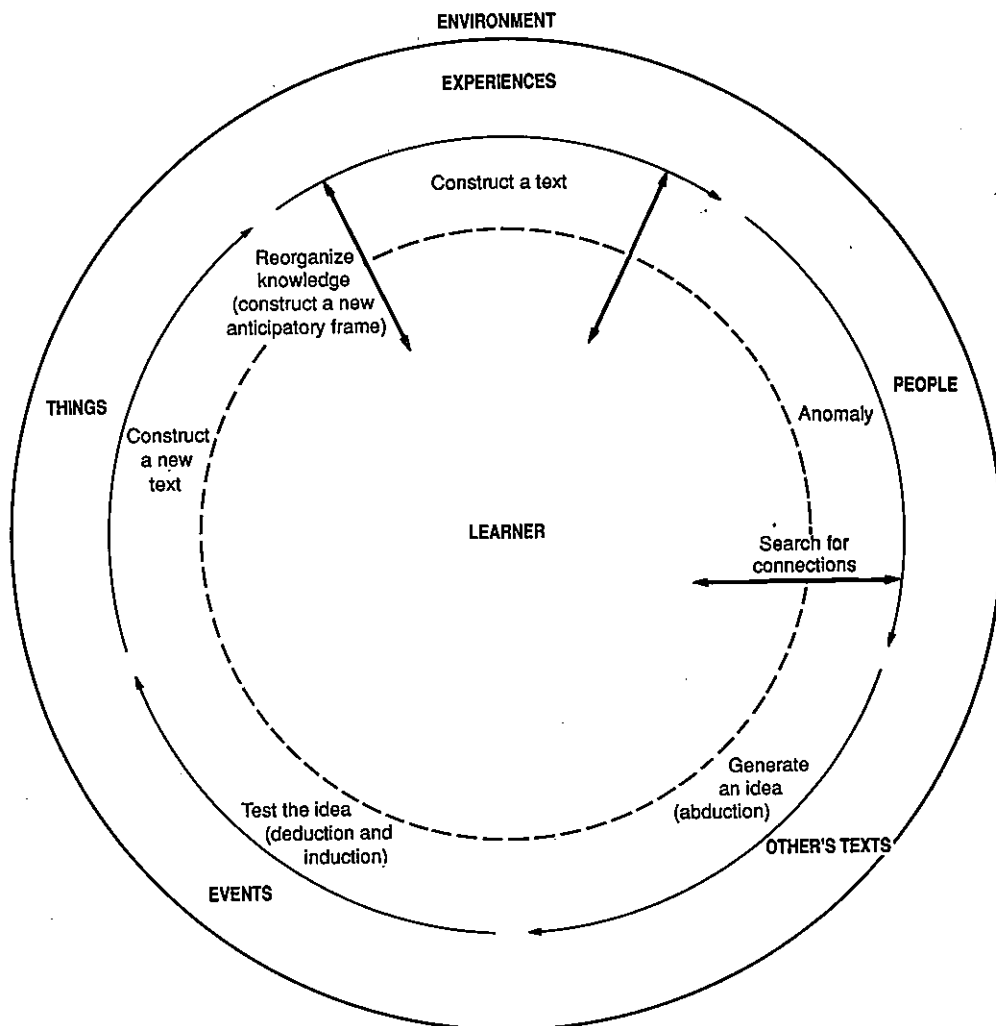 ENVIRONMENT
EXPERIENCES
Construct a text
Reorganize
knowledge
(construct a new
anticipatory frame)
PEOPLE
THINGS
Anomaly
Construct
a new
text
LEARNER
Search for
connections
Generate
an idea
(abduction)
Test the idea
(deduction and
induction)
OTHER'S TEXTS
EVENTS